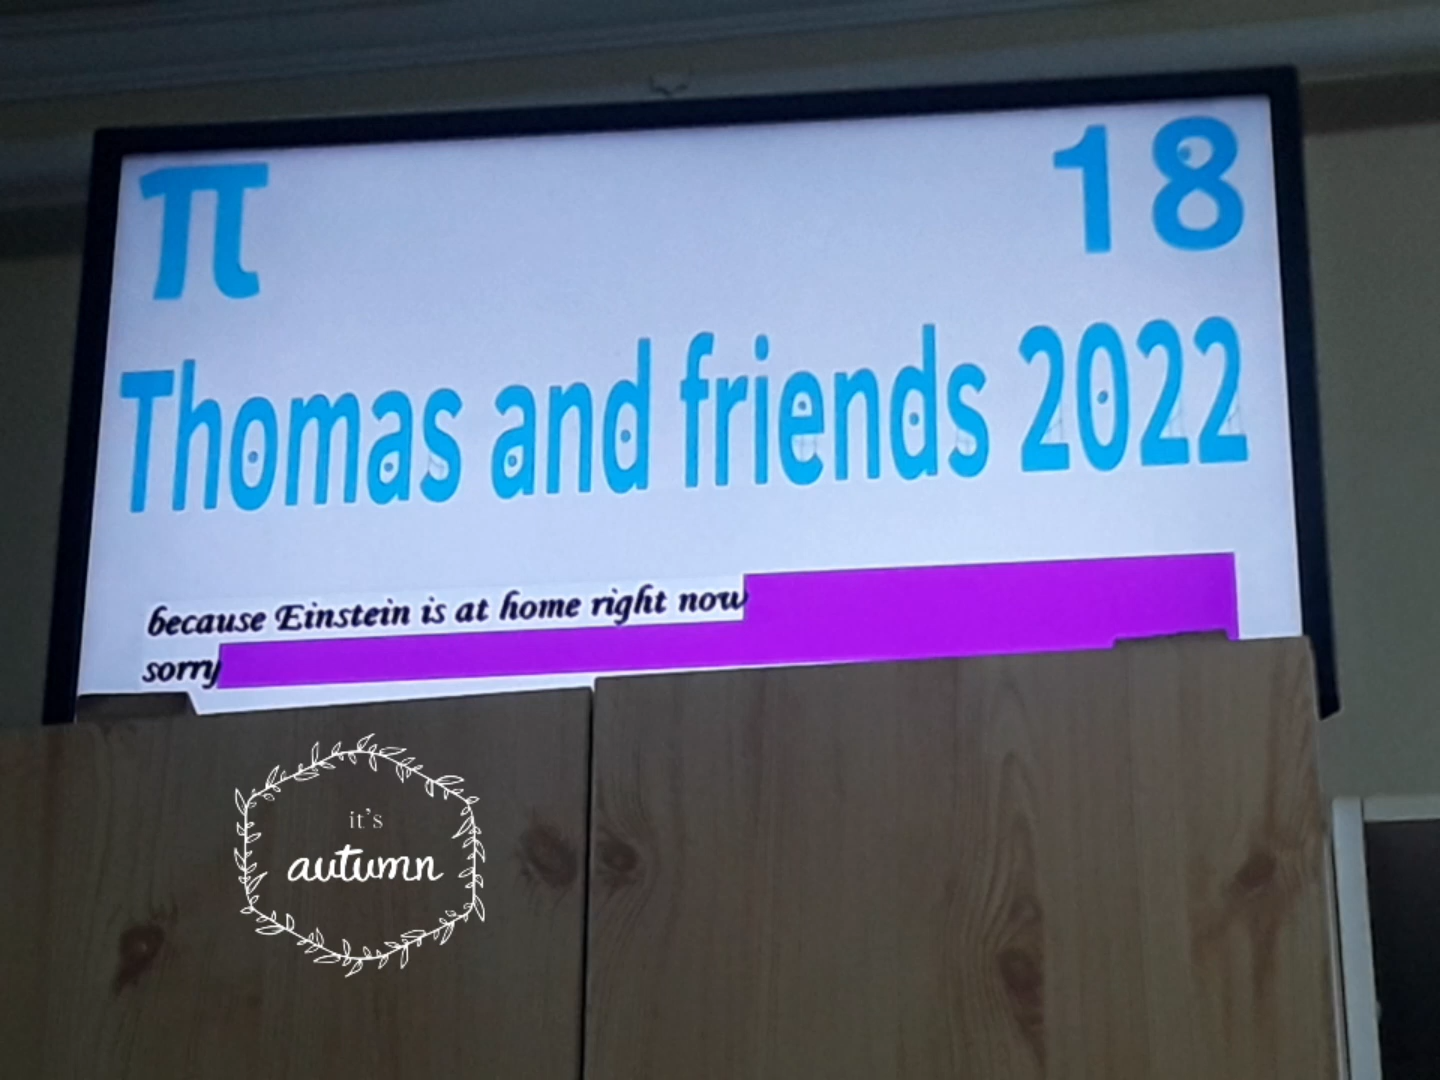 π 18
Thomas and friends 2022
because Einstein is at home right now
sorry
it's
autumn